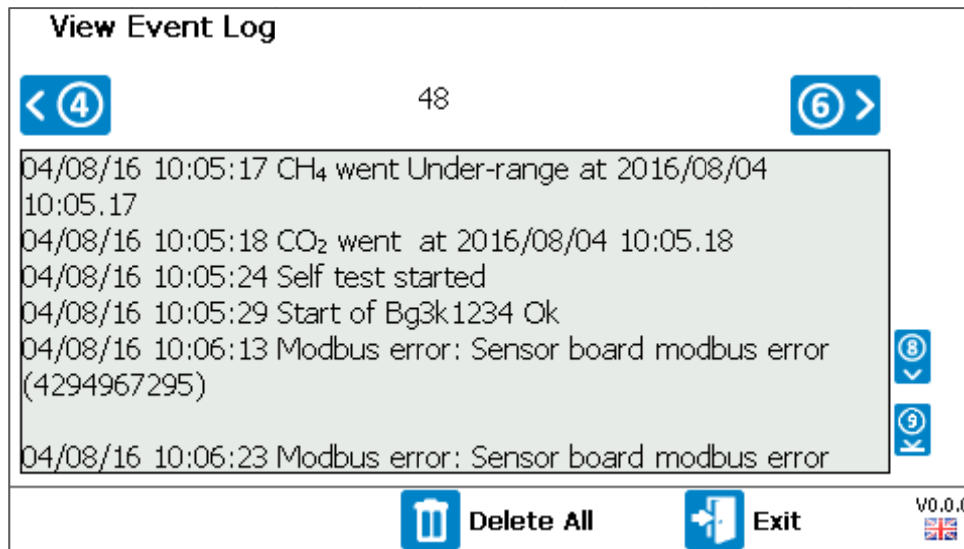 View Event Log
< 4
48
6 >
04/08/16 10:05:17 CH₄ went Under-range at 2016/08/04
10:05.17
04/08/16 10:05:18 CO₂ went  at 2016/08/04 10:05.18
04/08/16 10:05:24 Self test started
04/08/16 10:05:29 Start of Bg3k1234 Ok
04/08/16 10:06:13 Modbus error: Sensor board modbus error
(4294967295)
8
9
04/08/16 10:06:23 Modbus error: Sensor board modbus error
Delete All
Exit